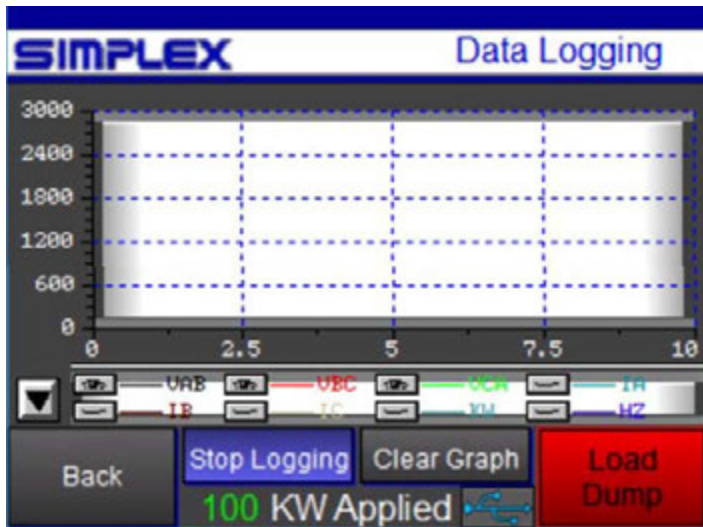 SIMPLEX Data Logging
3000
2400
1800
1200
600
0
0 2.5 5 7.5 10
VAB VBC VCA IA
IB IC KW HZ
Back Stop Logging Clear Graph Load Dump
100 KW Applied